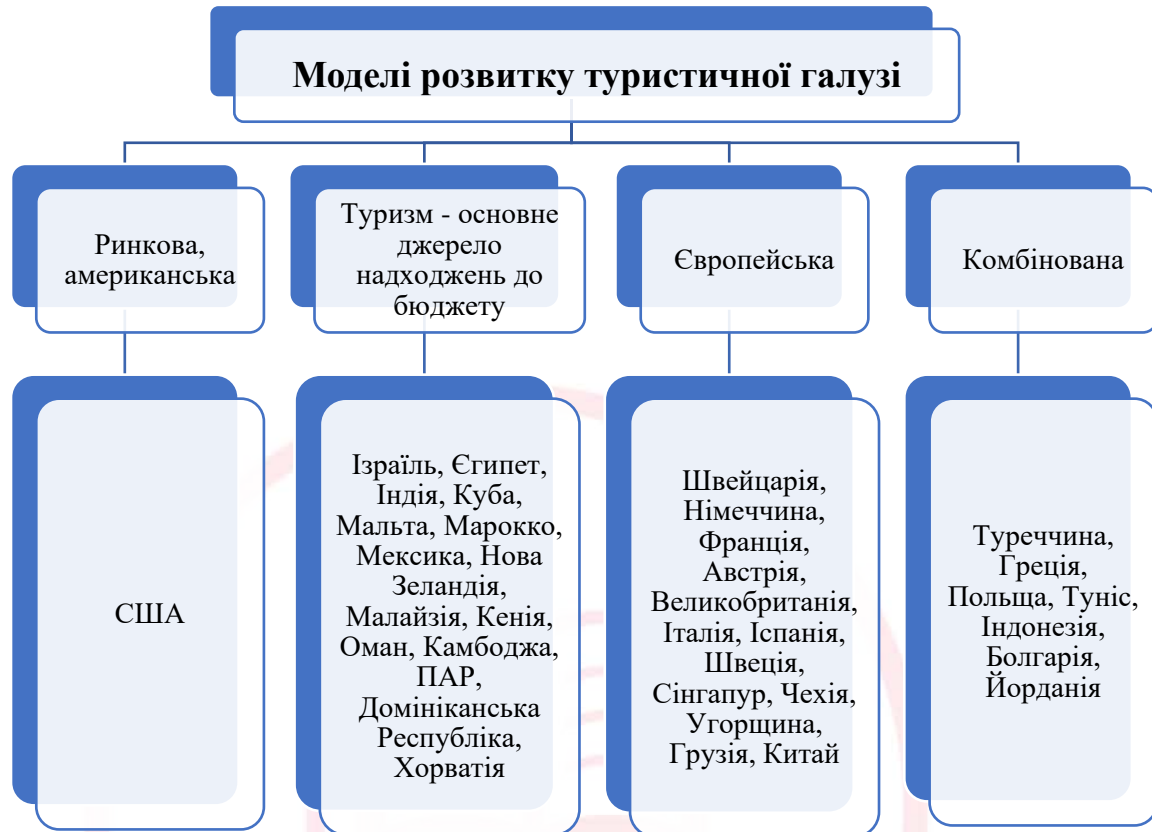 Моделі розвитку туристичної галузі
Ринкова,
американська
Туризм - основне
джерело
надходжень до
бюджету
Європейська
Комбінована
США
Ізраїль, Єгипет,
Індія, Куба,
Мальта, Марокко,
Мексика, Нова
Зеландія,
Малайзія, Кенія,
Оман, Камбоджа,
ПАР,
Домініканська
Республіка,
Хорватія
Швейцарія,
Німеччина,
Франція,
Австрія,
Великобританія,
Італія, Іспанія,
Швеція,
Сінгапур, Чехія,
Угорщина,
Грузія, Китай
Туреччина,
Греція,
Польща, Туніс,
Індонезія,
Болгарія,
Йорданія